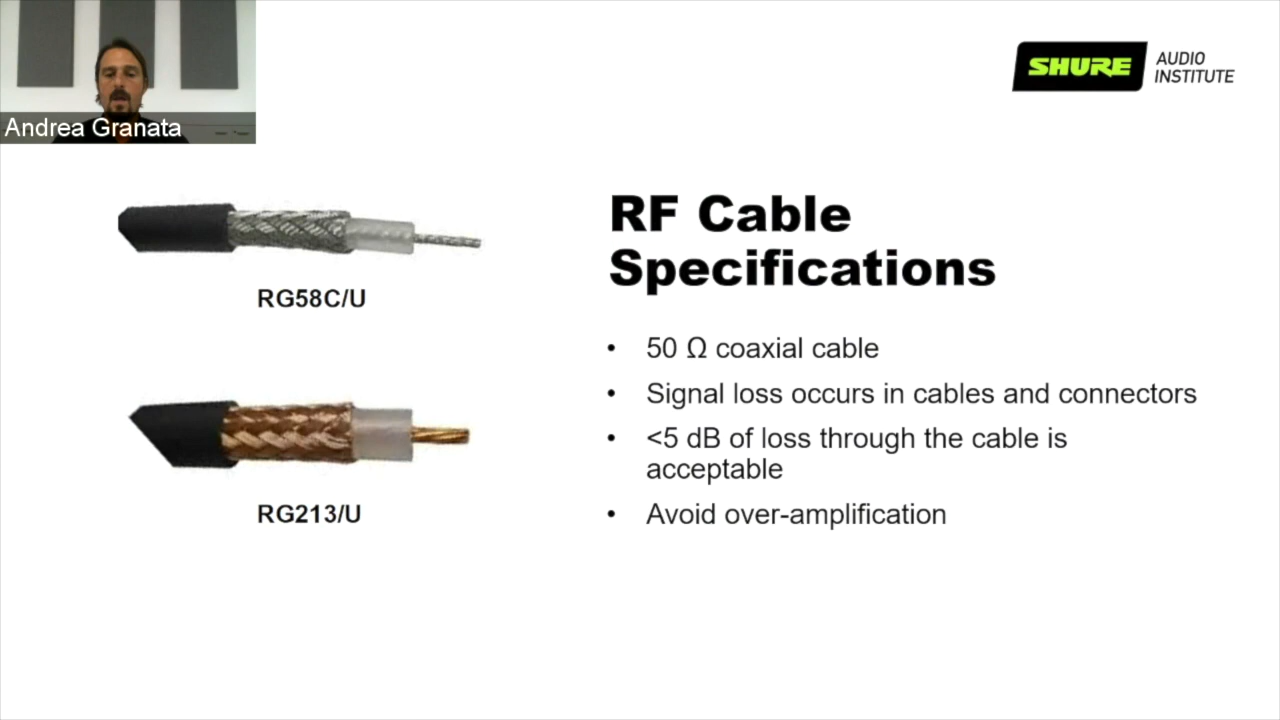 Andrea Granata
SHURE
AUDIO
INSTITUTE
RG58C/U
RG213/U
RF Cable
Specifications
• 50 Ω coaxial cable
• Signal loss occurs in cables and connectors
• <5 dB of loss through the cable is
acceptable
• Avoid over-amplification